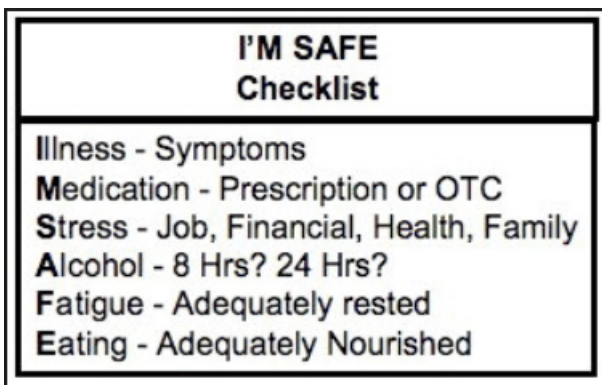 I'M SAFE
Checklist
Illness - Symptoms
Medication - Prescription or OTC
Stress - Job, Financial, Health, Family
Alcohol - 8 Hrs? 24 Hrs?
Fatigue - Adequately rested
Eating - Adequately Nourished